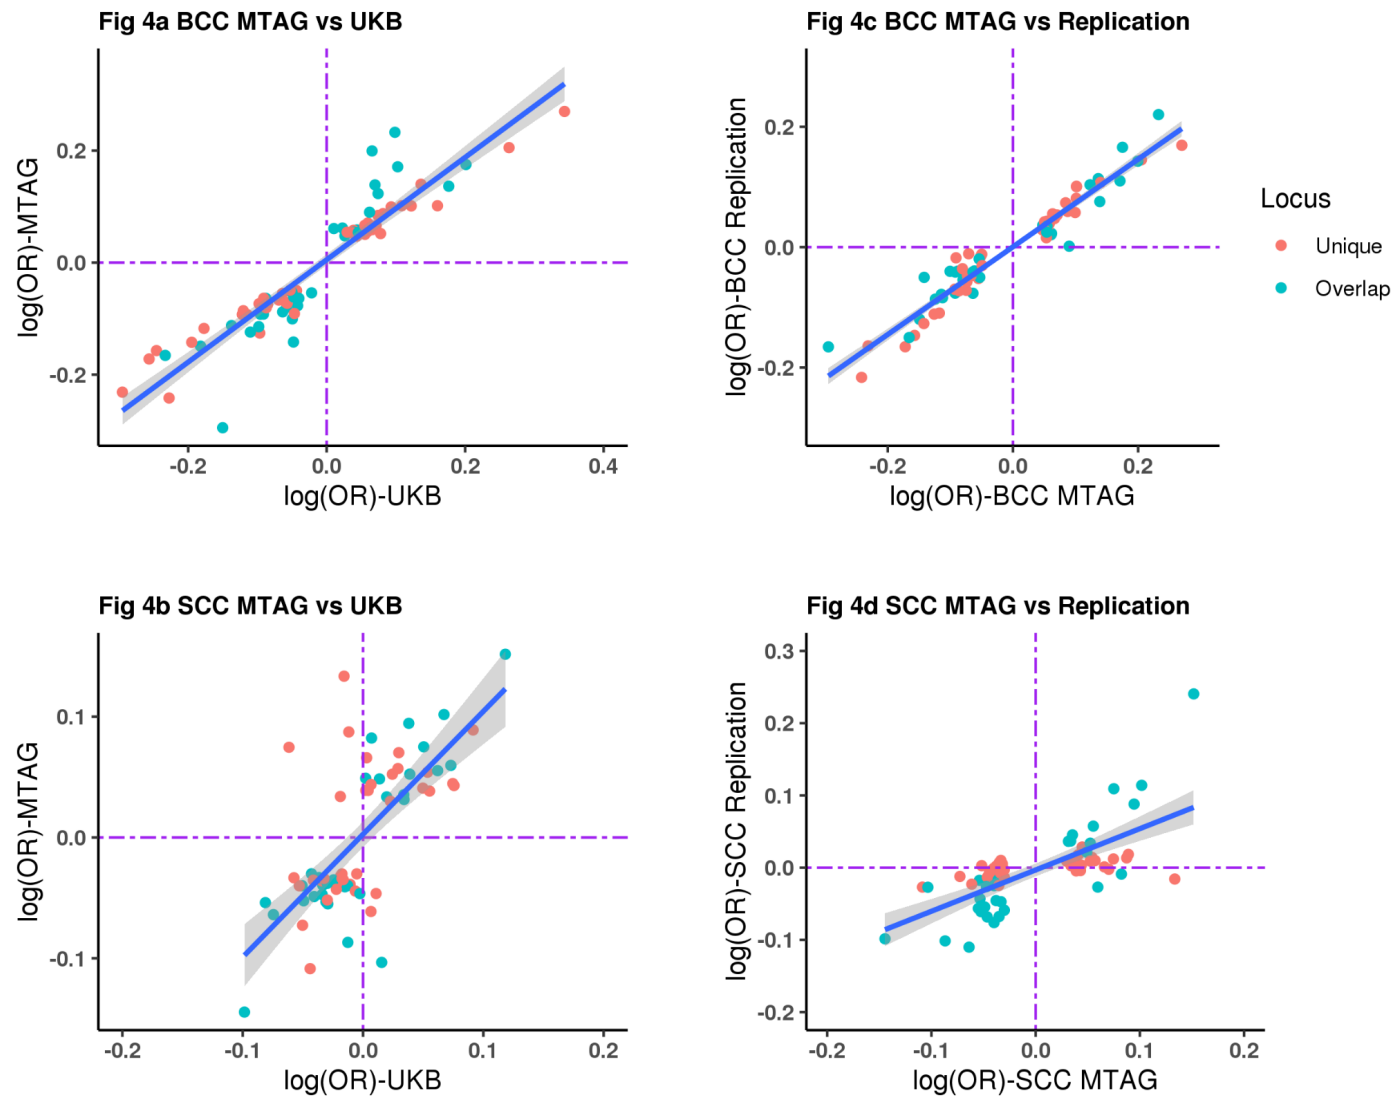 Fig 4a BCC MTAG vs UKB
log(OR)-MTAG
0.2
0.0
-0.2
-0.2 0.0 0.2 0.4
log(OR)-UKB
Fig 4c BCC MTAG vs Replication
log(OR)-BCC Replication
0.2
0.0
-0.2
-0.2 0.0 0.2
log(OR)-BCC MTAG
Locus
Unique
Overlap
Fig 4b SCC MTAG vs UKB
log(OR)-MTAG
0.1
0.0
-0.1
-0.2 -0.1 0.0 0.1 0.2
log(OR)-UKB
Fig 4d SCC MTAG vs Replication
log(OR)-SCC Replication
0.3
0.2
0.1
0.0
-0.1
-0.2
-0.2 -0.1 0.0 0.1 0.2
log(OR)-SCC MTAG